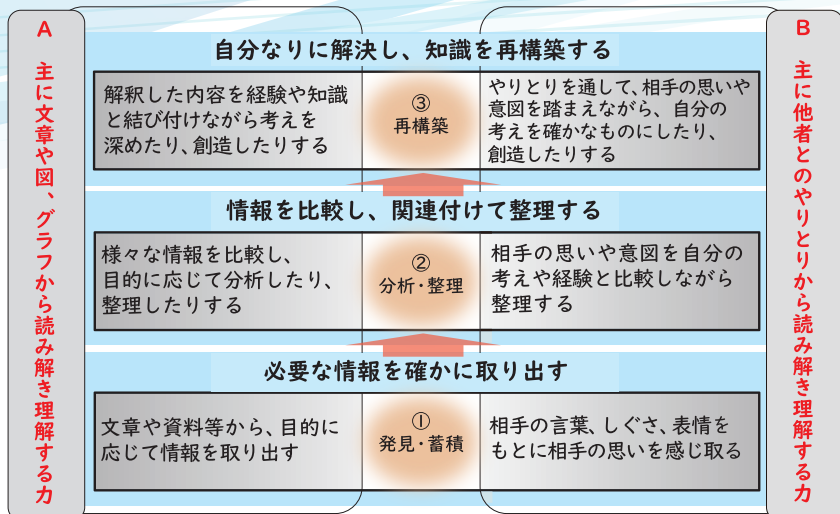 A 主に文章や図、グラフから読み解き理解する力
自分なりに解決し、知識を再構築する
解釈した内容を経験や知識
と結び付けながら考えを
深めたり、創造したりする
③
再構築
やりとりを通して、相手の思いや
意図を踏まえながら、自分の
考えを確かなものにしたり、
創造したりする
情報を比較し、関連付けて整理する
様々な情報を比較し、
目的に応じて分析したり、
整理したりする
②
分析・整理
相手の思いや意図を自分の
考えや経験と比較しながら
整理する
必要な情報を確かに取り出す
文章や資料等から、目的に
応じて情報を取り出す
①
発見・蓄積
相手の言葉、しぐさ、表情を
もとに相手の思いを感じ取る
B 主に他者とのやりとりから読み解き理解する力